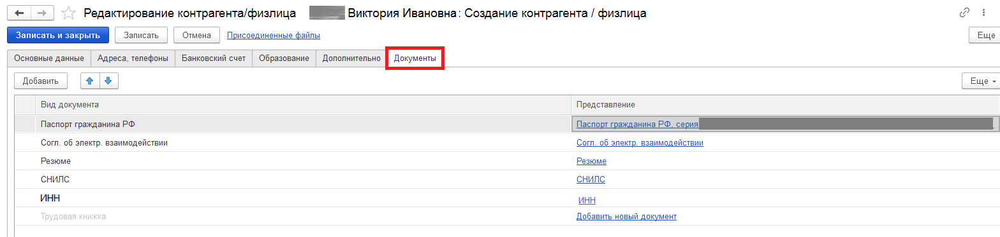 Редактирование контрагента/физлица Виктория Ивановна: Создание контрагента / физлица
Записать и закрыть Записать Отмена Присоединенные файлы Еще
Основные данные Адреса, телефоны Банковский счет Образование Дополнительно Документы
Добавить Еще
Вид документа Представление
Паспорт гражданина РФ Паспорт гражданина РФ, серия
Согл. об электр. взаимодействии Согл. об электр. взаимодействии
Резюме Резюме
СНИЛС СНИЛС
ИНН ИНН
Трудовая книжка Добавить новый документ